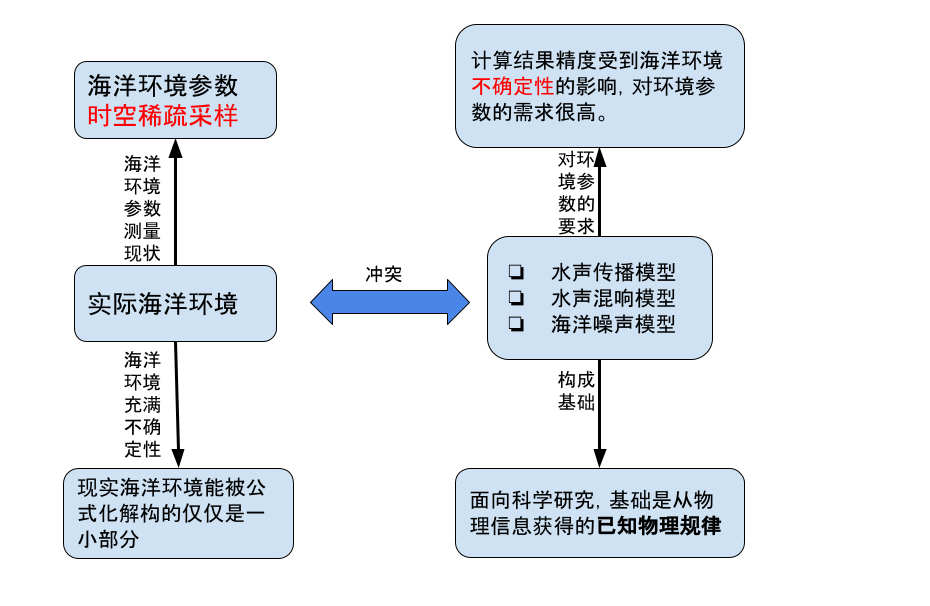 海洋环境参数
时空稀疏采样
海洋
环境
参数
测量
现状
实际海洋环境
海洋
环境
充满
不确
定性
现实海洋环境能被公
式化解构的仅仅是一
小部分
冲突
计算结果精度受到海洋环境
不确定性的影响，对环境参
数的需求很高。
对环
境参
数的
要求
水声传播模型
水声混响模型
海洋噪声模型
构成
基础
面向科学研究，基础是从物
理信息获得的已知物理规律